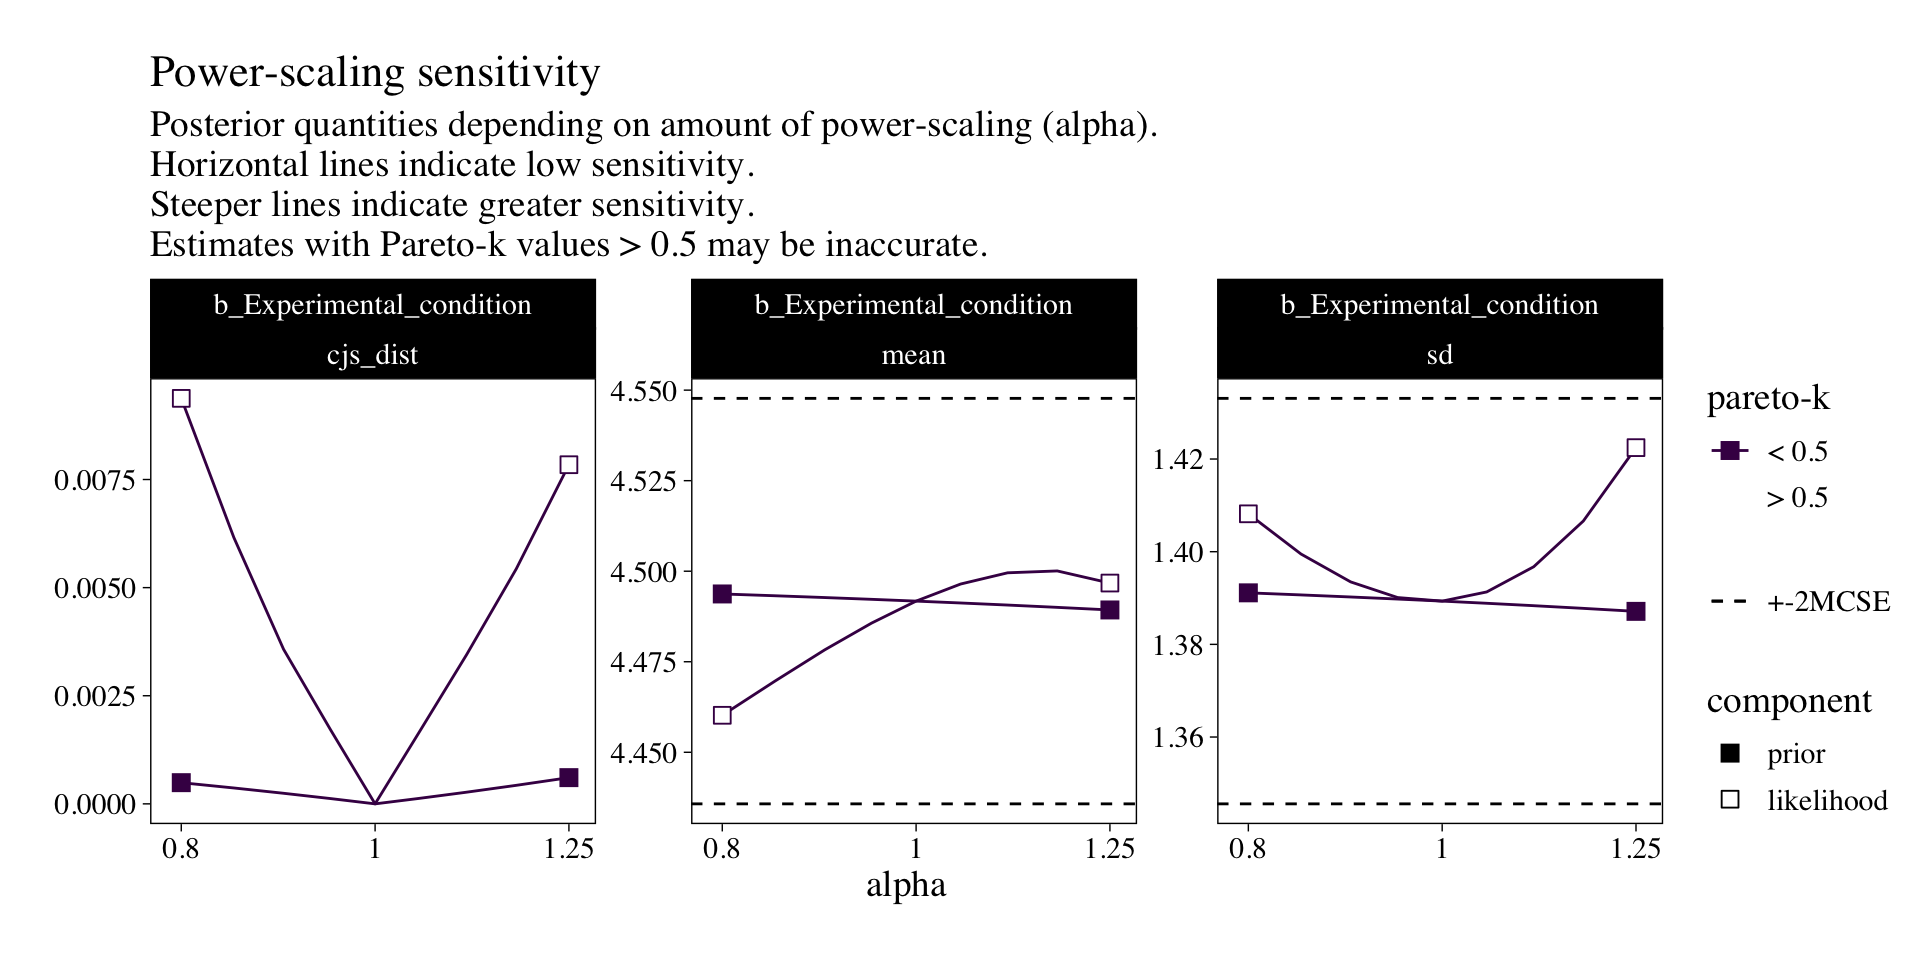 Power-scaling sensitivity
Posterior quantities depending on amount of power-scaling (alpha).
Horizontal lines indicate low sensitivity.
Steeper lines indicate greater sensitivity.
Estimates with Pareto-k values > 0.5 may be inaccurate.
b_Experimental_condition
cjs_dist
0.0075
0.0050
0.0025
0.0000
0.8
1
1.25
b_Experimental_condition
mean
4.550
4.525
4.500
4.475
4.450
0.8
1
1.25
b_Experimental_condition
sd
1.42
1.40
1.38
1.36
0.8
1
1.25
alpha
pareto-k
< 0.5
> 0.5
+-2MCSE
component
prior
likelihood